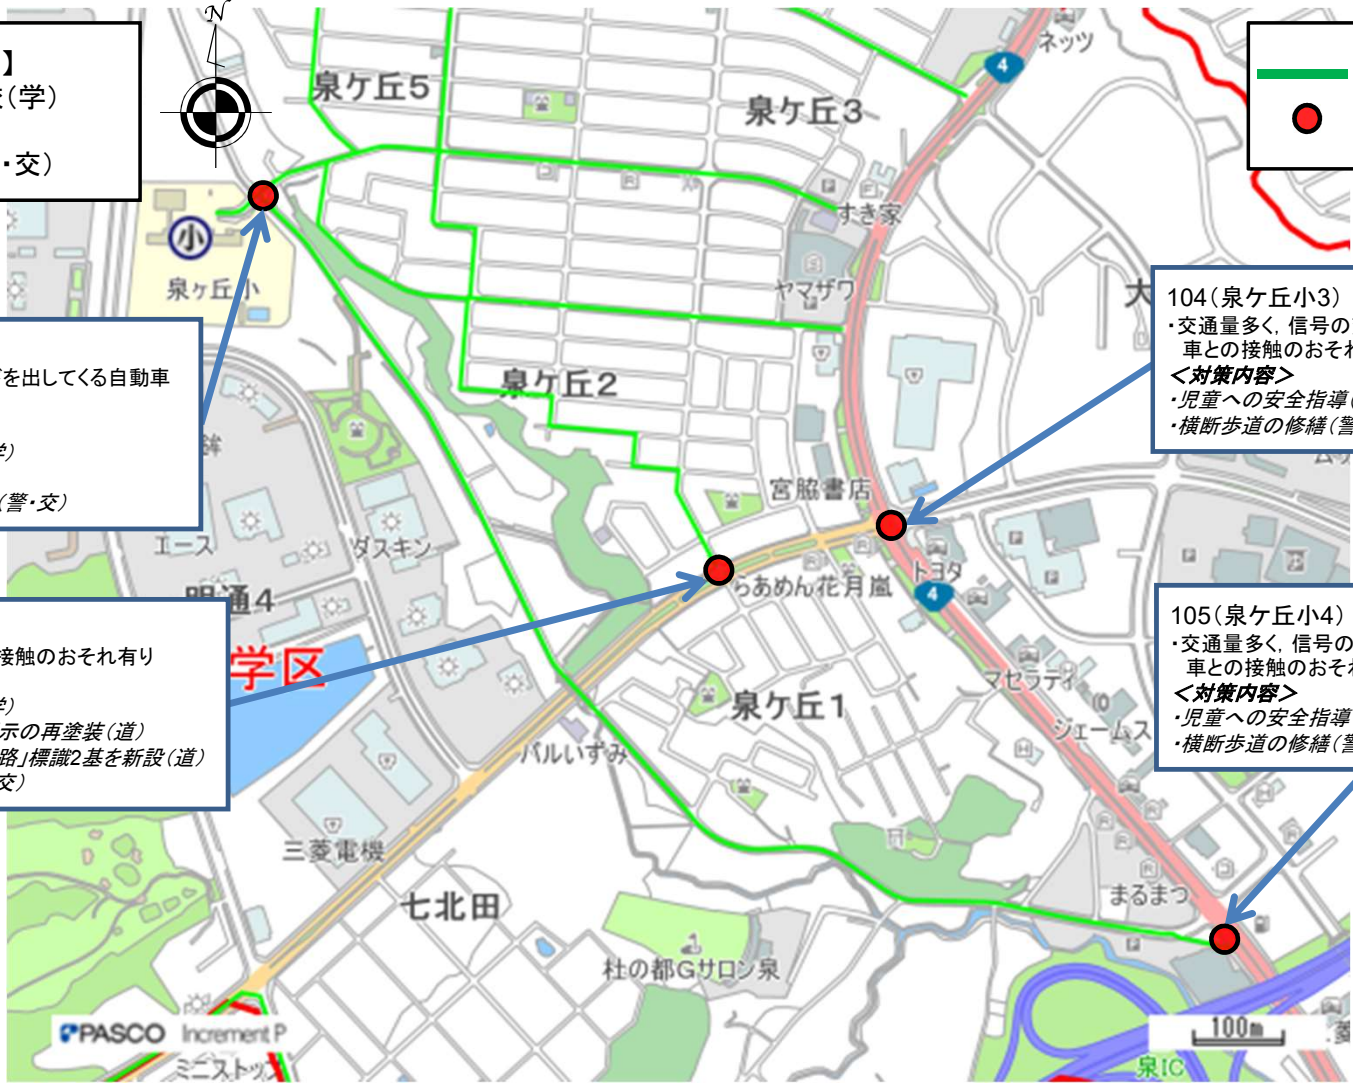 N
】
(学)
・交)
泉ケ丘5
泉ケ丘3
ネッツ
4
すき家
小
泉ヶ丘小
ヤマザワ
大
104(泉ケ丘小3)
・交通量多く, 信号の
車との接触のおそれ
<対策内容>
・児童への安全指導(
・横断歩道の修繕(警
を出してくる自動車
)
(警・交)
泉ケ丘2
宮脇書店
エース
ダスキン
らあめん花月嵐
トヨタ
4
明通4
接触のおそれ有り
)
示の再塗装(道)
路」標識2基を新設(道)
交)
学区
105(泉ケ丘小4)
・交通量多く, 信号の
車との接触のおそれ
<対策内容>
・児童への安全指導
・横断歩道の修繕(警
マセラティ
泉ケ丘1
ジェームス
パルいずみ
三菱電機
まるまつ
七北田
杜の都Gサロン泉
PASCO Increment P
ミニストッ
100m
泉IC